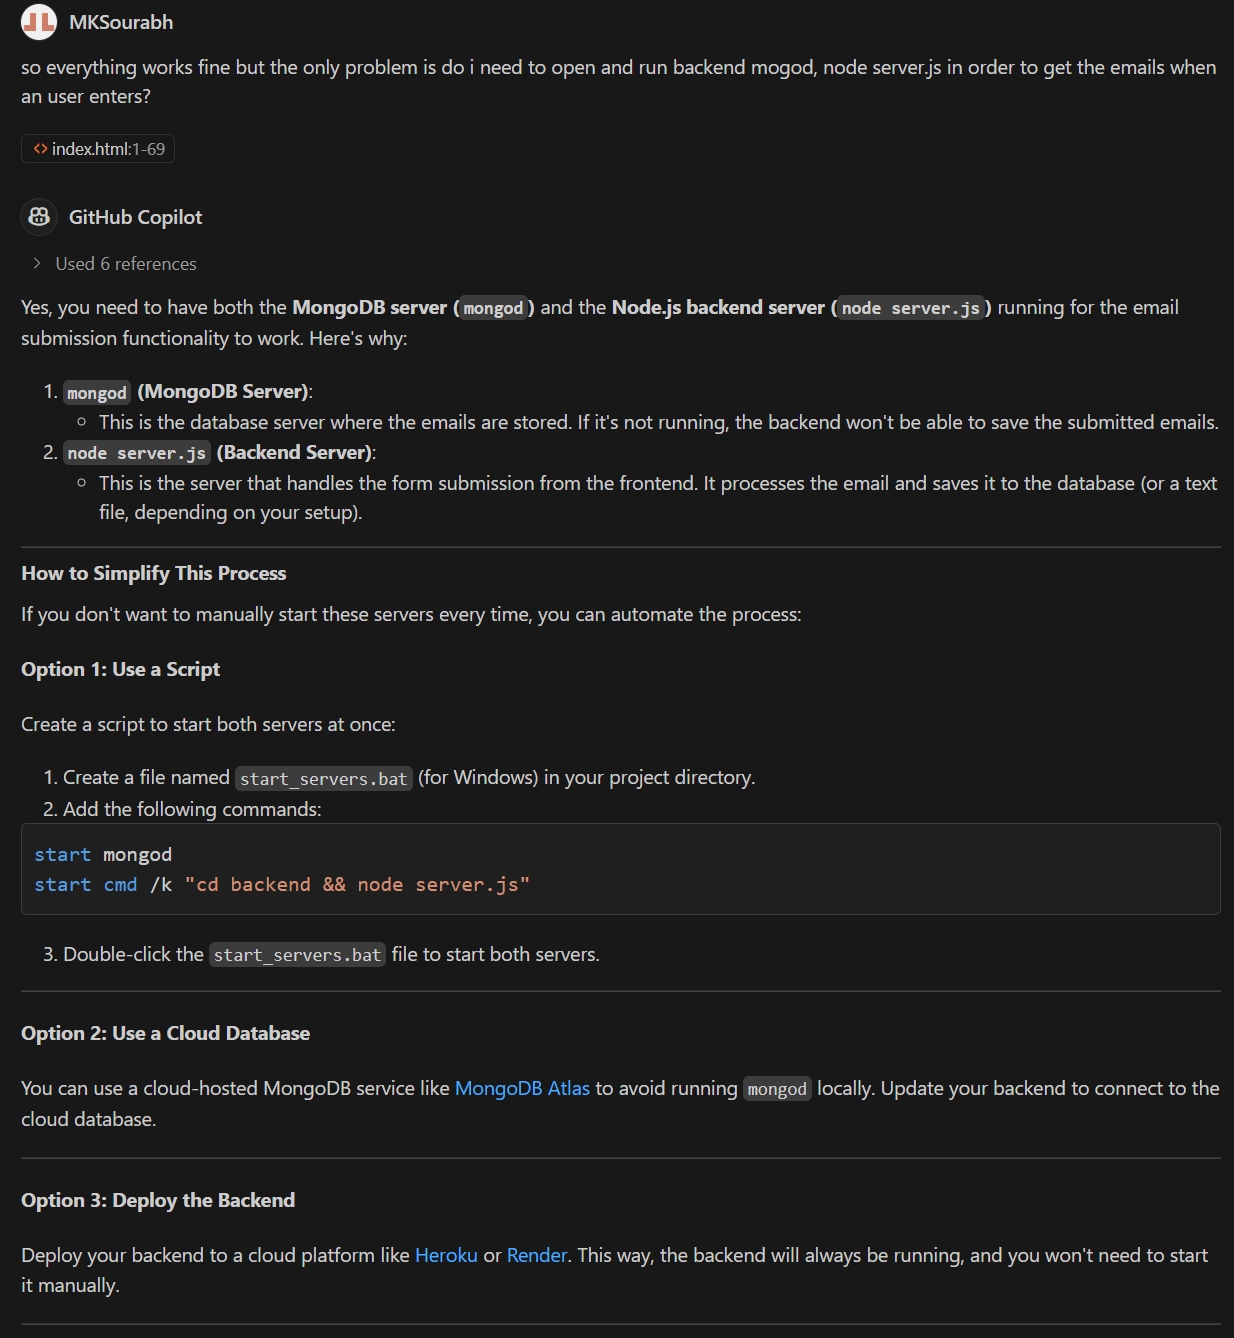 MKSourabh
so everything works fine but the only problem is do i need to open and run backend mogod, node server.js in order to get the emails when
an user enters?
<> index.html:1-69
GitHub Copilot
> Used 6 references
Yes, you need to have both the MongoDB server (mongod) and the Node.js backend server (node server.js) running for the email
submission functionality to work. Here's why:
1. mongod (MongoDB Server):
◦ This is the database server where the emails are stored. If it's not running, the backend won't be able to save the submitted emails.
2. node server.js (Backend Server):
◦ This is the server that handles the form submission from the frontend. It processes the email and saves it to the database (or a text
file, depending on your setup).
How to Simplify This Process
If you don't want to manually start these servers every time, you can automate the process:
Option 1: Use a Script
Create a script to start both servers at once:
1. Create a file named start_servers.bat (for Windows) in your project directory.
2. Add the following commands:
start mongod
start cmd /k "cd backend && node server.js"
3. Double-click the start_servers.bat file to start both servers.
Option 2: Use a Cloud Database
You can use a cloud-hosted MongoDB service like MongoDB Atlas to avoid running mongod locally. Update your backend to connect to the
cloud database.
Option 3: Deploy the Backend
Deploy your backend to a cloud platform like Heroku or Render. This way, the backend will always be running, and you won't need to start
it manually.